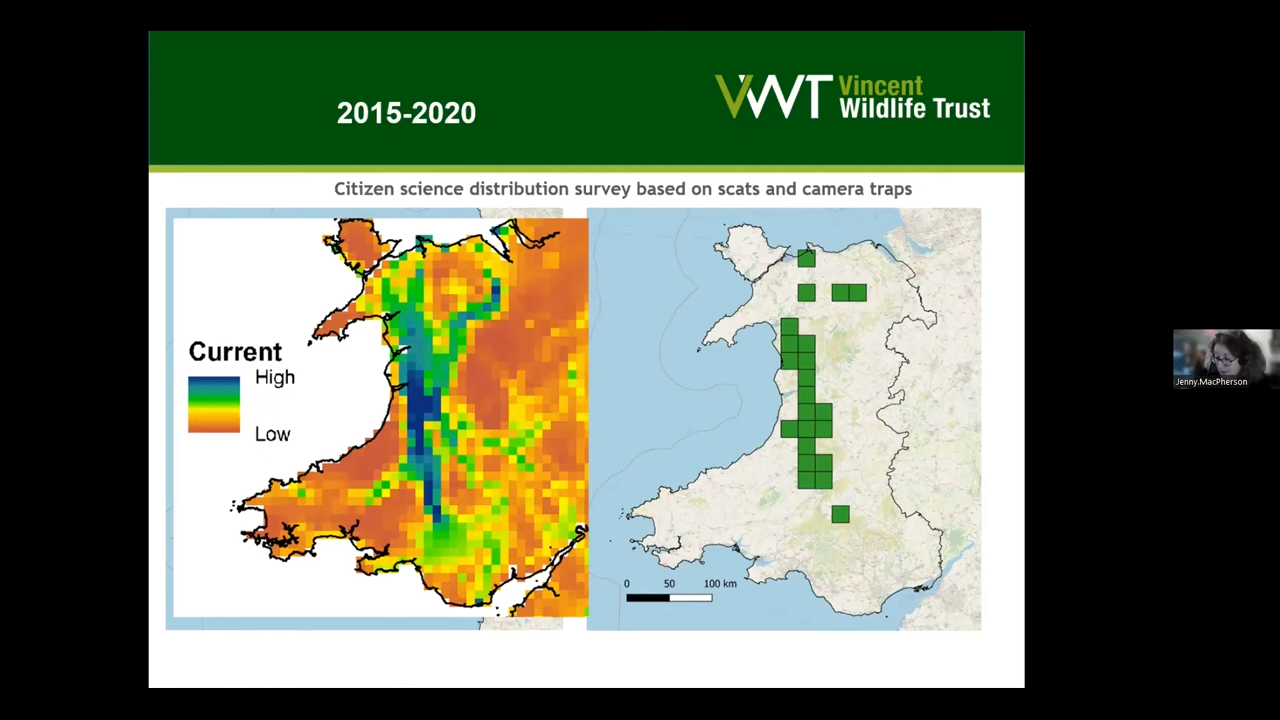 2015-2020
VWT Vincent
Wildlife Trust
Citizen science distribution survey based on scats and camera traps
Current
High
Low
0 50 100 km
Jenny.MacPherson